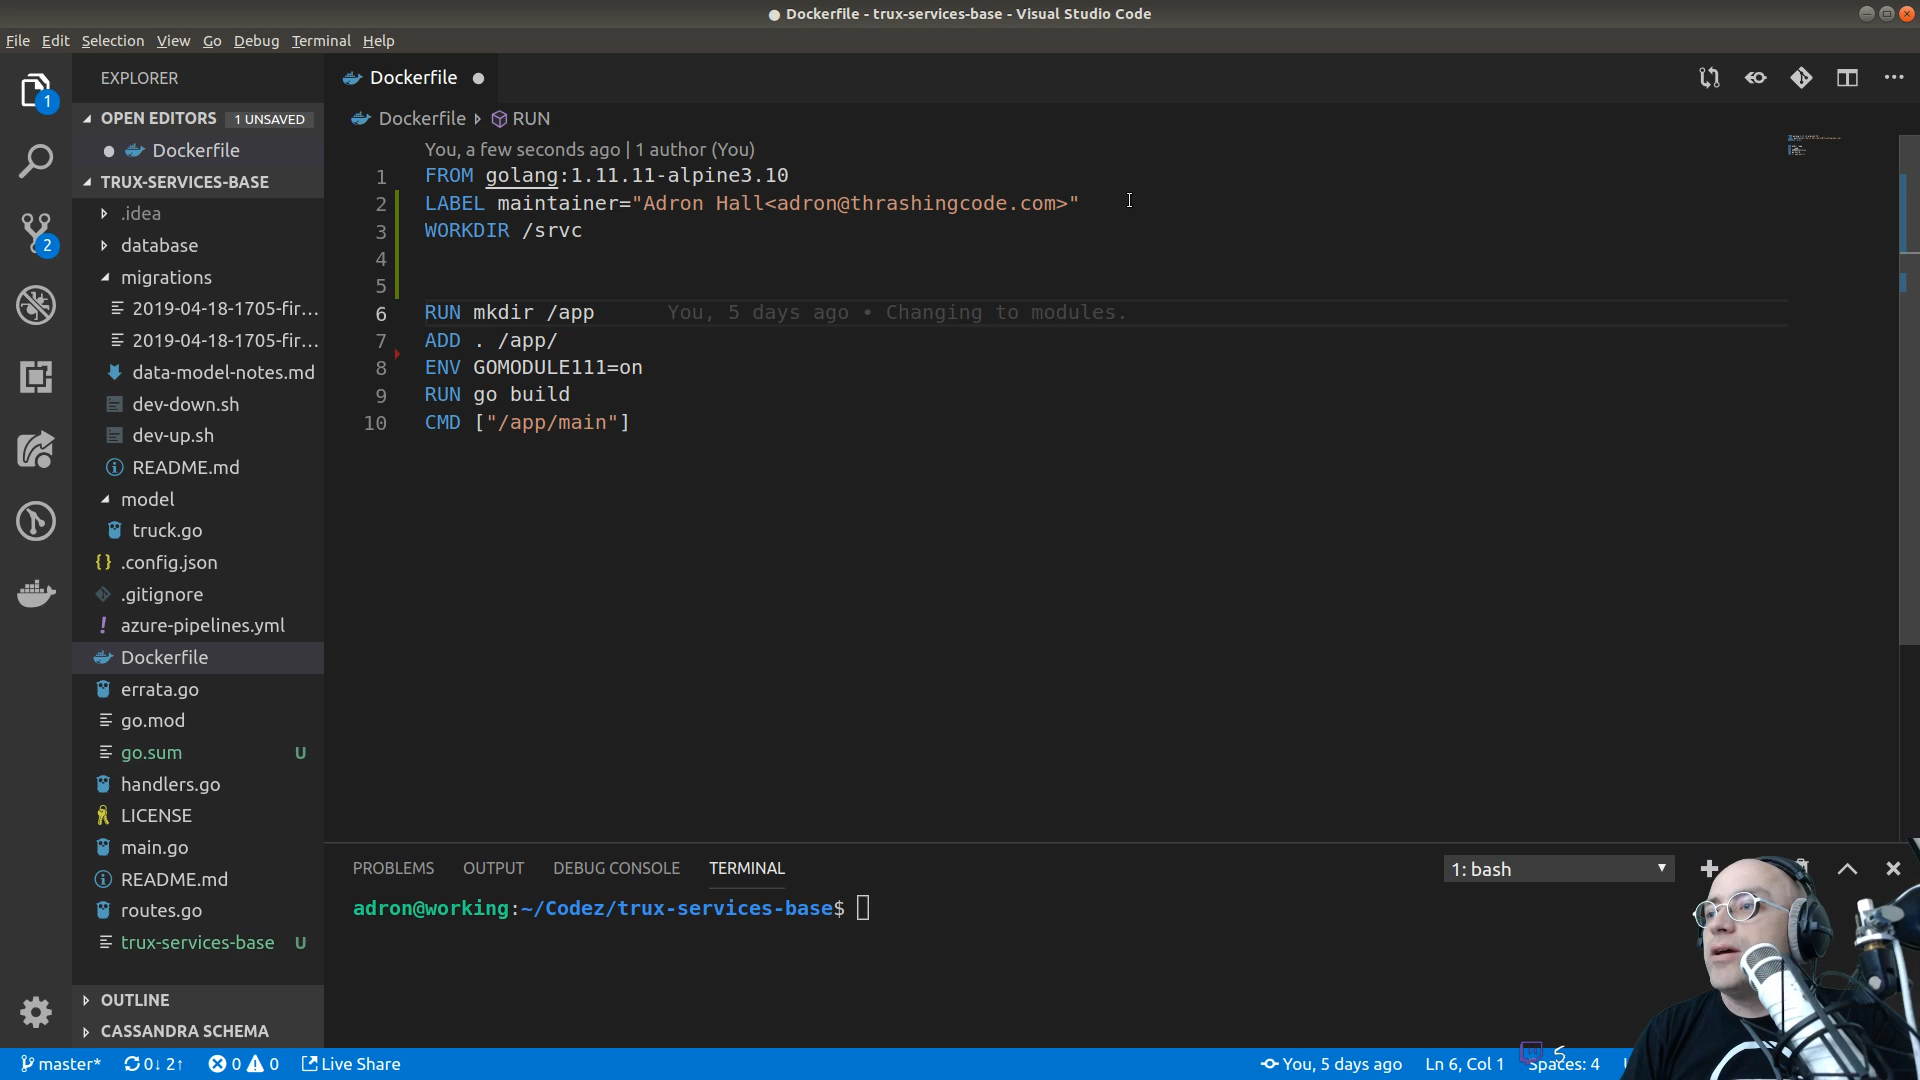 ● Dockerfile - trux-services-base - Visual Studio Code
File Edit Selection View Go Debug Terminal Help
1
EXPLORER
Dockerfile ●
OPEN EDITORS 1 UNSAVED
● Dockerfile
Dockerfile RUN
TRUX-SERVICES-BASE
.idea
database
migrations
2019-04-18-1705-fir...
2019-04-18-1705-fir...
data-model-notes.md
dev-down.sh
dev-up.sh
README.md
model
truck.go
.config.json
.gitignore
azure-pipelines.yml
Dockerfile
errata.go
go.mod
go.sum U
handlers.go
LICENSE
main.go
README.md
routes.go
trux-services-base U
OUTLINE
CASSANDRA SCHEMA
2
You, a few seconds ago | 1 author (You)
1 FROM golang:1.11.11-alpine3.10
2 LABEL maintainer="Adron Hall<adron@thrashingcode.com>"
3 WORKDIR /srvc
4
5
6 RUN mkdir /app You, 5 days ago • Changing to modules.
7 ADD . /app/
8 ENV GOMODULE111=on
9 RUN go build
10 CMD ["/app/main"]
PROBLEMS OUTPUT DEBUG CONSOLE TERMINAL 1: bash
adron@working:~/Codez/trux-services-base$
master* 0↓ 2↑ 0 0 Live Share You, 5 days ago Ln 6, Col 1 Spaces: 4